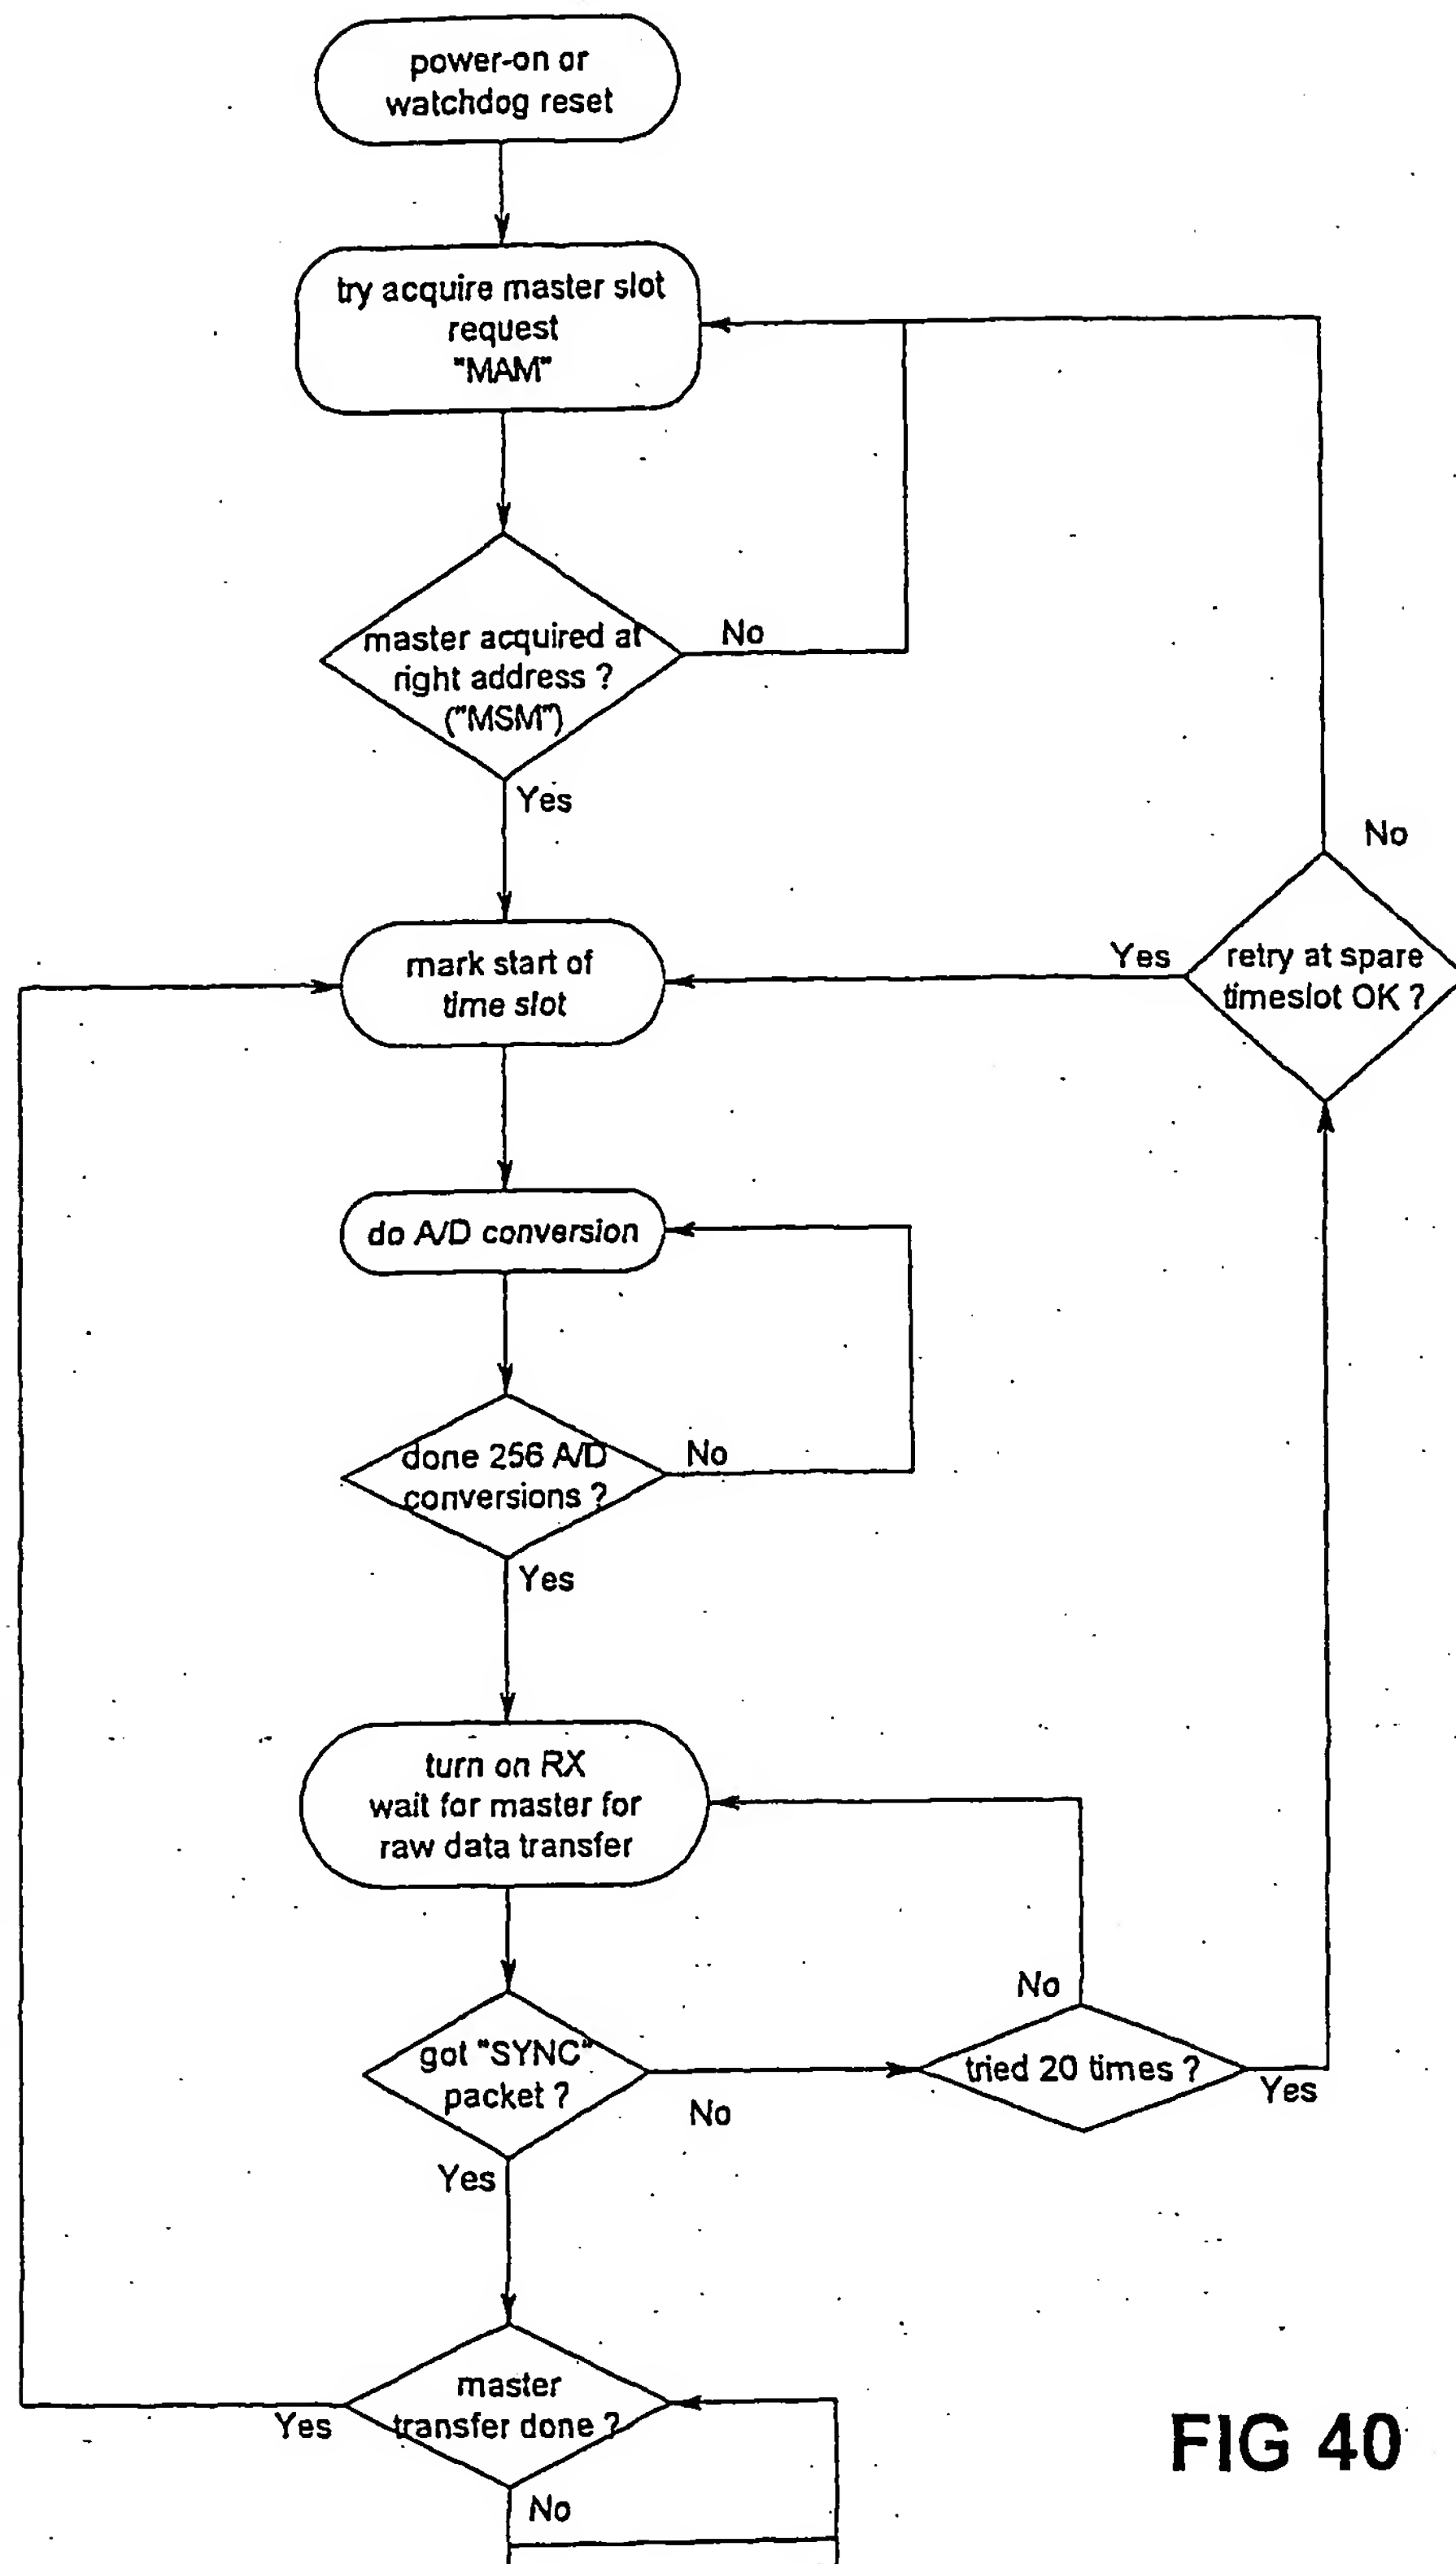 power-on or
watchdog reset
try acquire master slot
request
"MAM"
master acquired at
right address ?
("MSM")
No
Yes
No
mark start of
time slot
Yes
retry at spare
timeslot OK ?
do A/D conversion
done 256 A/D
conversions ?
No
Yes
turn on RX
wait for master for
raw data transfer
No
got "SYNC"
packet ?
No
tried 20 times ?
Yes
Yes
master
transfer done ?
Yes
No
FIG 40